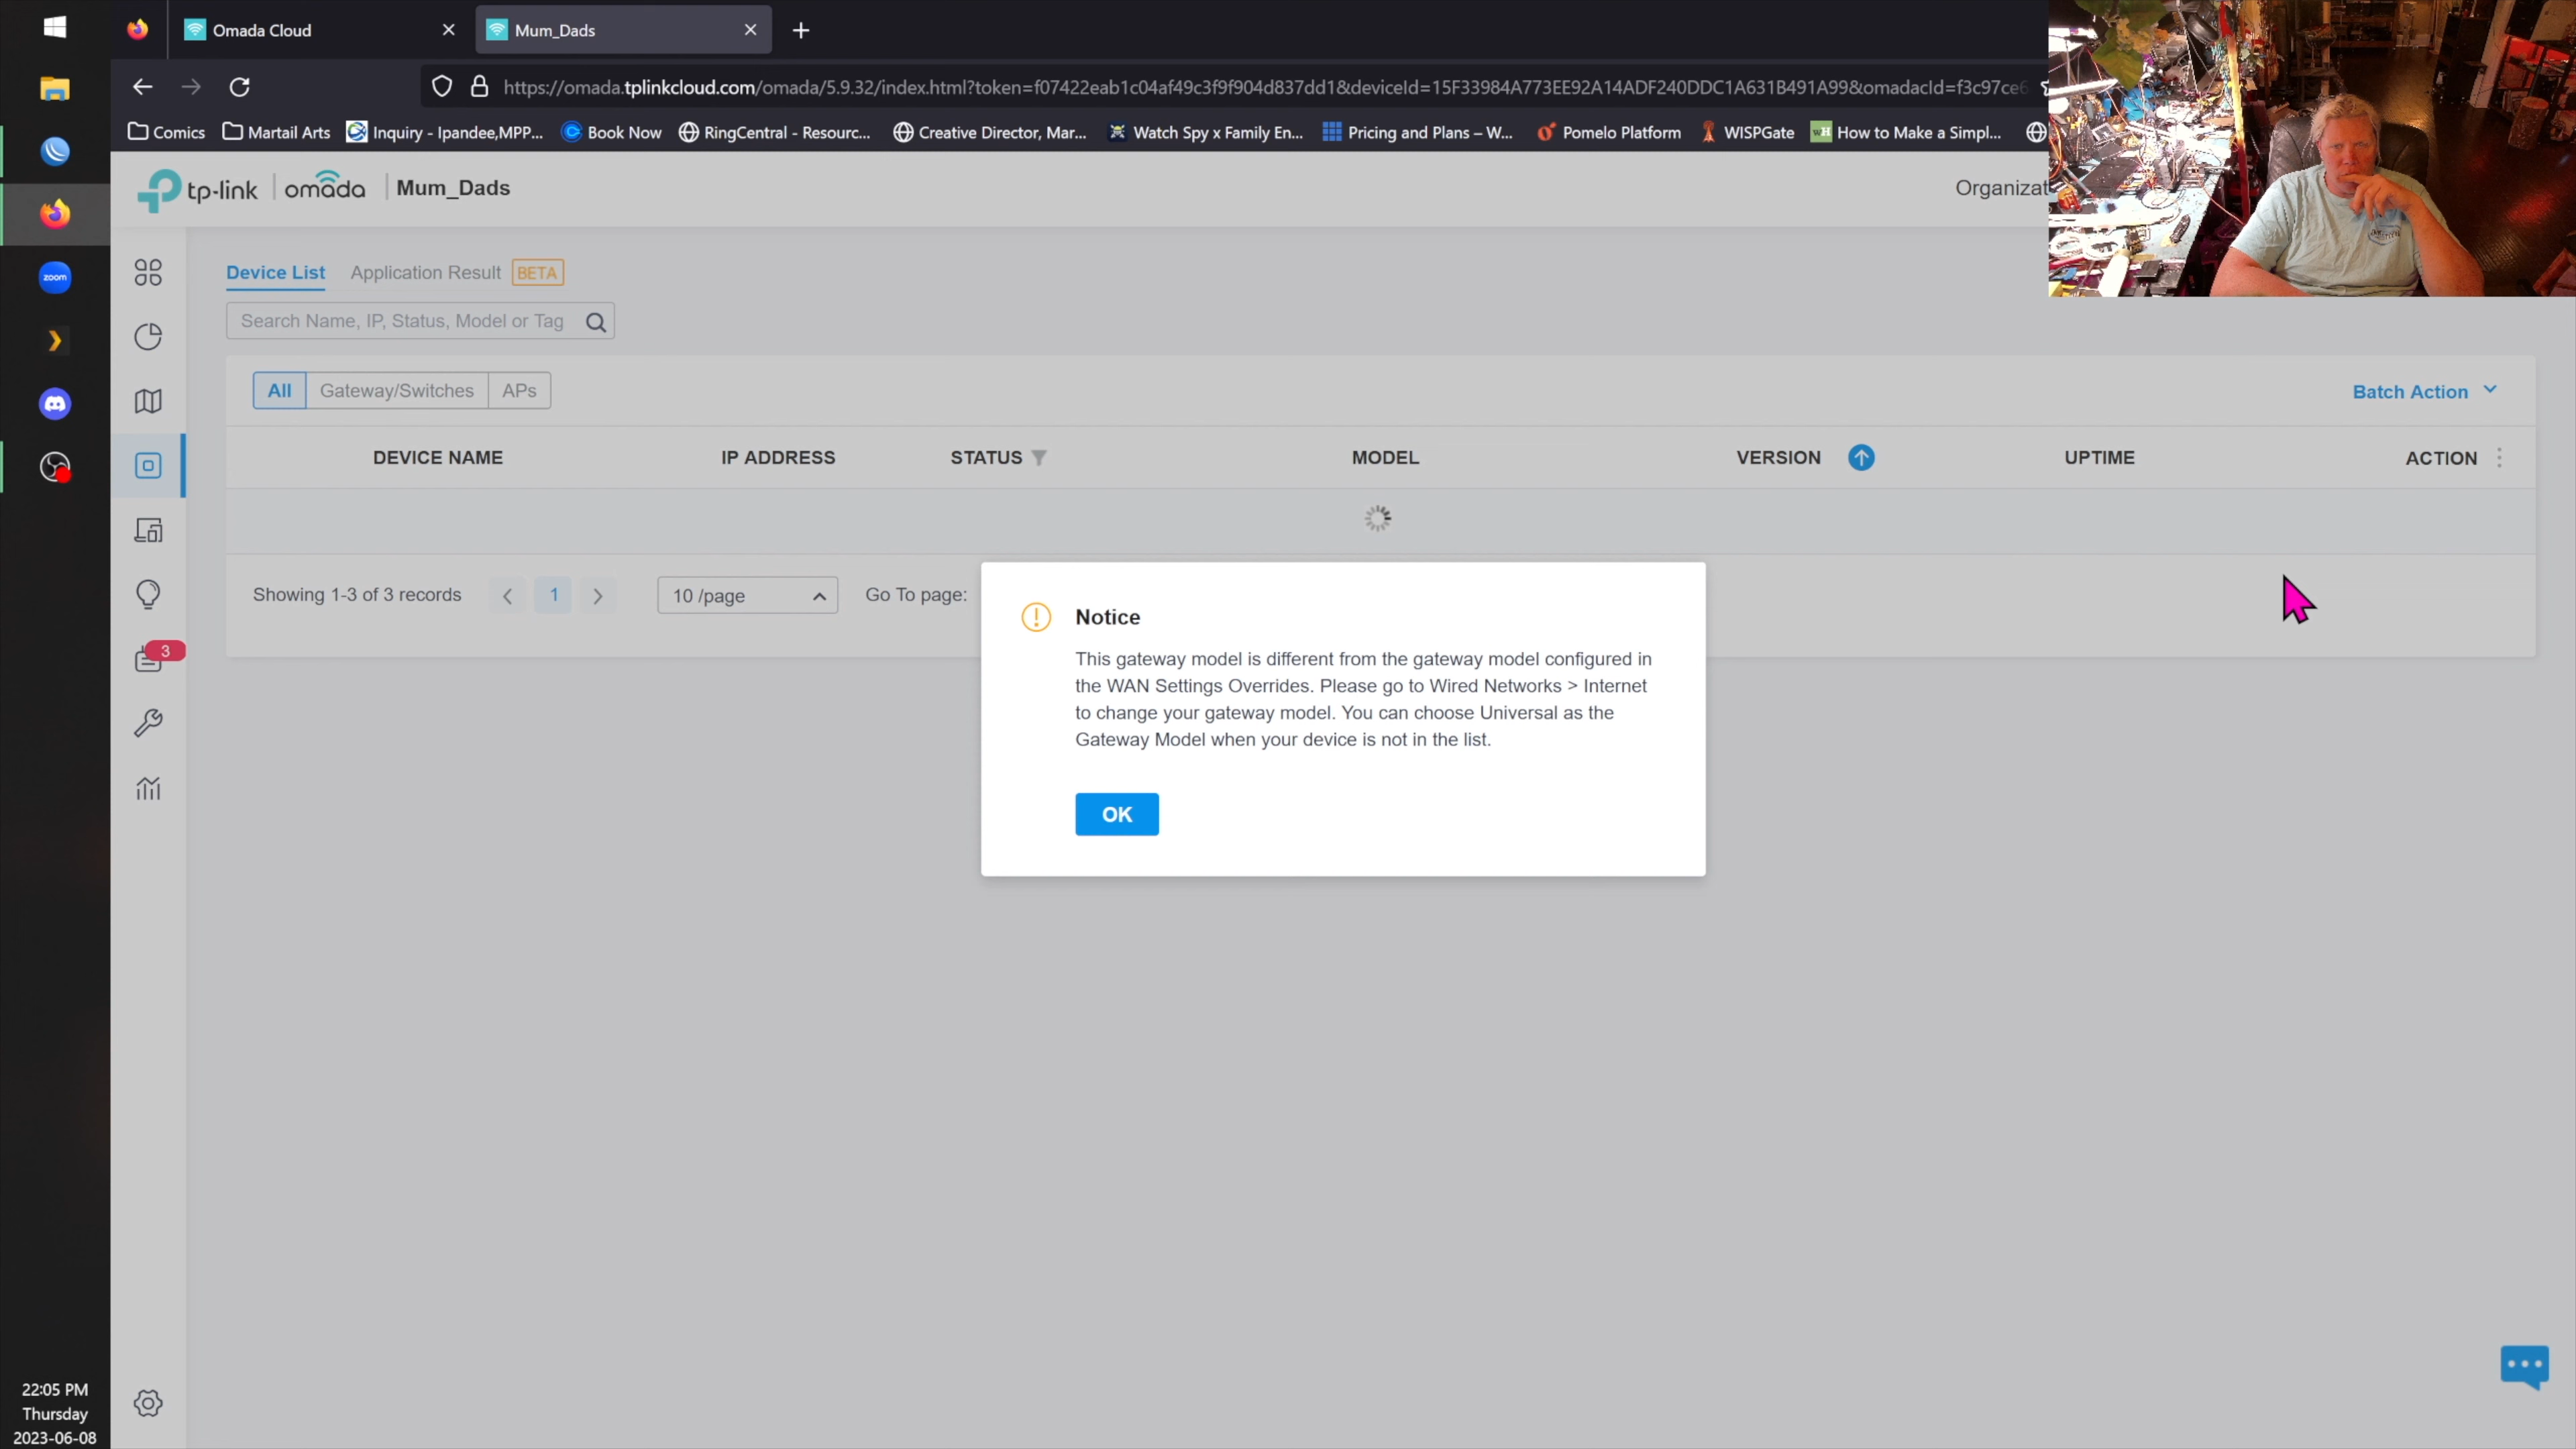 Omada Cloud
Mum_Dads
https://omada.tplinkcloud.com/omada/5.9.32/index.html?token=f07422eab1c04af49c3f9f904d837dd1&deviceId=15F33984A773EE92A14ADF240DDC1A631B491A99&omadacId=f3c97ce6
Comics
Martail Arts
Inquiry - Ipandee,MPP...
Book Now
RingCentral - Resourc...
Creative Director, Mar...
Watch Spy x Family En...
Pricing and Plans – W...
Pomelo Platform
WISPGate
How to Make a Simpl...
tp-link | omada | Mum_Dads
Organizat
Device List
Application Result BETA
Search Name, IP, Status, Model or Tag
All
Gateway/Switches
APs
Batch Action
DEVICE NAME
IP ADDRESS
STATUS
MODEL
VERSION
UPTIME
ACTION
Showing 1-3 of 3 records
1
10 /page
Go To page:
Notice
This gateway model is different from the gateway model configured in
the WAN Settings Overrides. Please go to Wired Networks > Internet
to change your gateway model. You can choose Universal as the
Gateway Model when your device is not in the list.
OK
zoom
3
22:05 PM
Thursday
2023-06-08